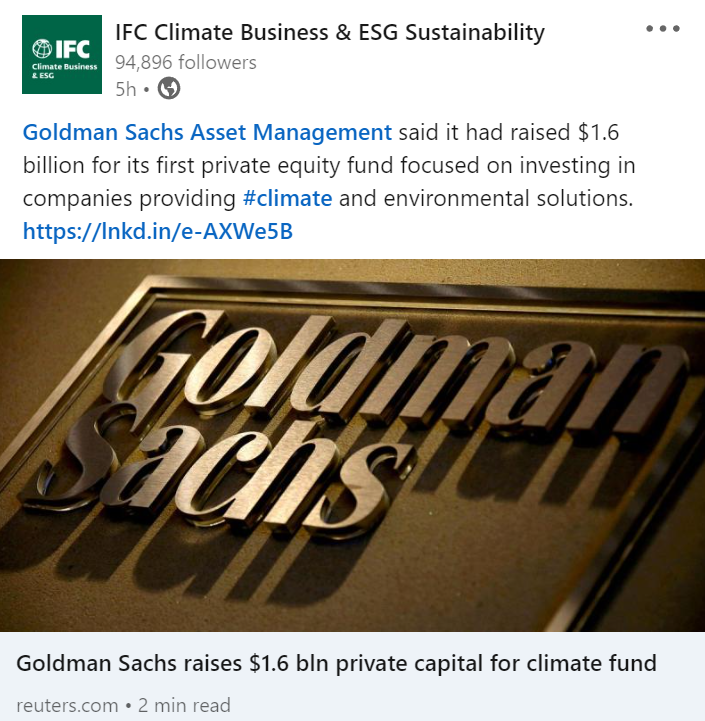 IFC
Climate Business
& ESG
IFC Climate Business & ESG Sustainability
94,896 followers
5h •
Goldman Sachs Asset Management said it had raised $1.6
billion for its first private equity fund focused on investing in
companies providing #climate and environmental solutions.
https://lnkd.in/e-AXWe5B
Goldman
Sachs
Goldman Sachs raises $1.6 bln private capital for climate fund
reuters.com • 2 min read